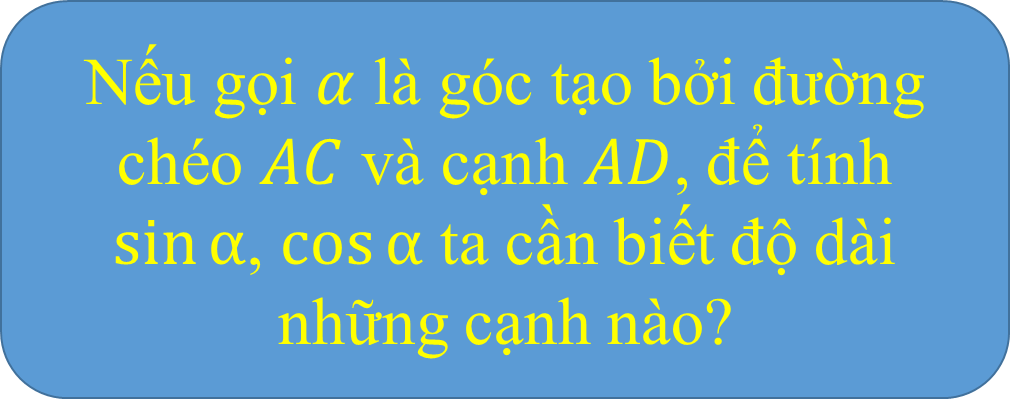 Nếu gọi 𝛼 là góc tạo bởi đường
chéo 𝐴𝐶 và cạnh 𝐴𝐷, để tính
sin α, cos α ta cần biết độ dài
những cạnh nào?